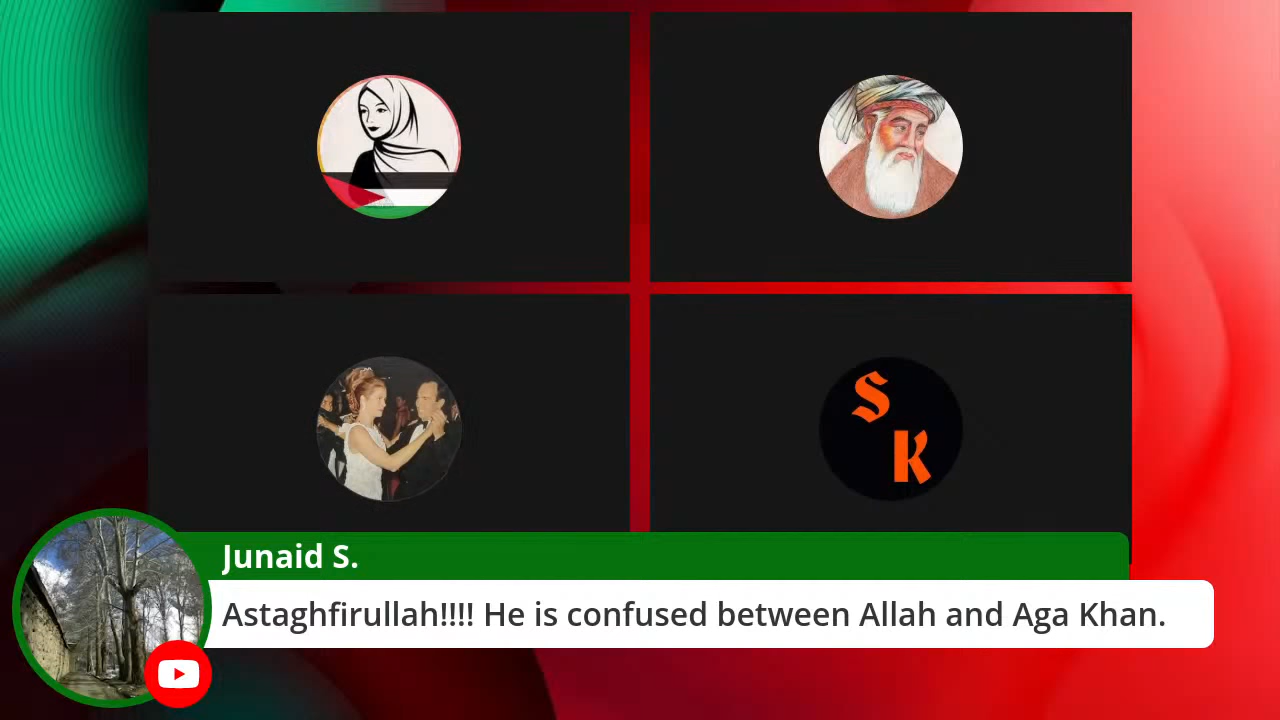 S
K
Junaid S.
Astaghfirullah!!!! He is confused between Allah and Aga Khan.